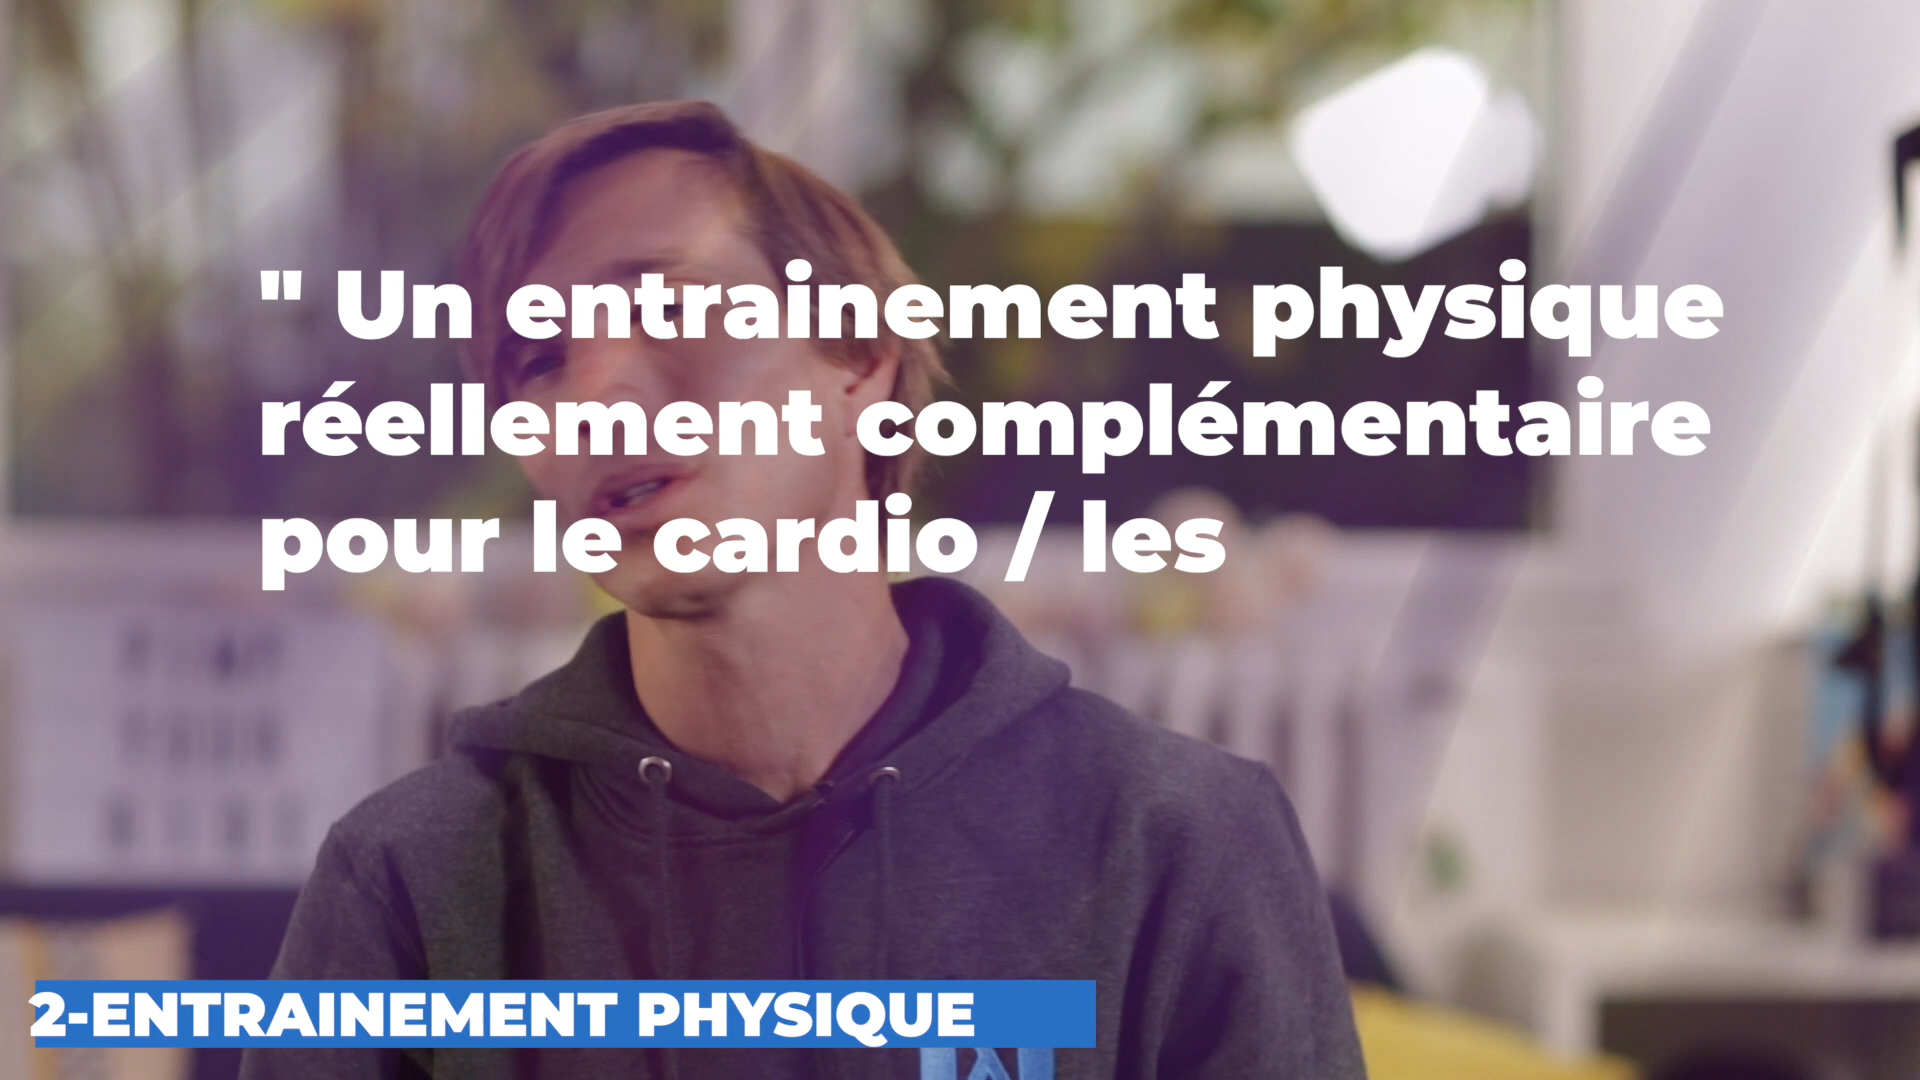 " Un entrainement physique
réellement complémentaire
pour le cardio / les
2-ENTRAINEMENT PHYSIQUE